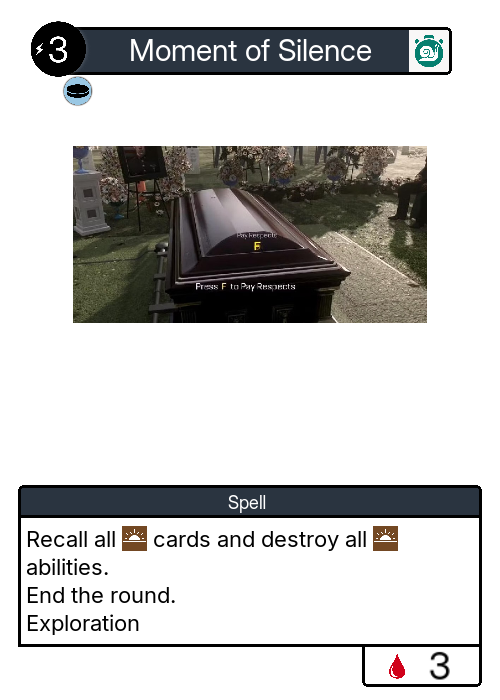 3 Moment of Silence
Pay Respects
F
Press F to Pay Respects
Spell
Recall all cards and destroy all
abilities.
End the round.
Exploration
3